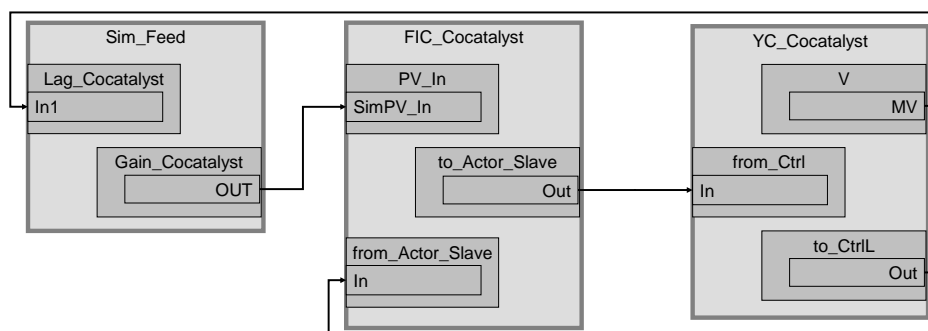 Sim_Feed
Lag_Cocatalyst
In1
Gain_Cocatalyst
OUT
FIC_Cocatalyst
PV_In
SimPV_In
to_Actor_Slave
Out
from_Actor_Slave
In
YC_Cocatalyst
V
MV
from_Ctrl
In
to_CtrlL
Out